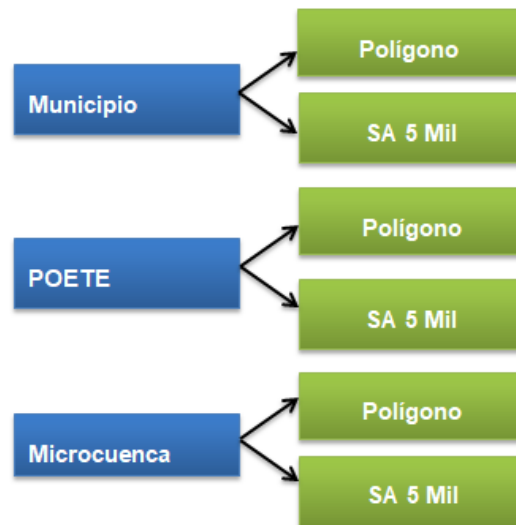 Polígono
Municipio
SA 5 Mil
Polígono
POETE
SA 5 Mil
Polígono
Microcuenca
SA 5 Mil